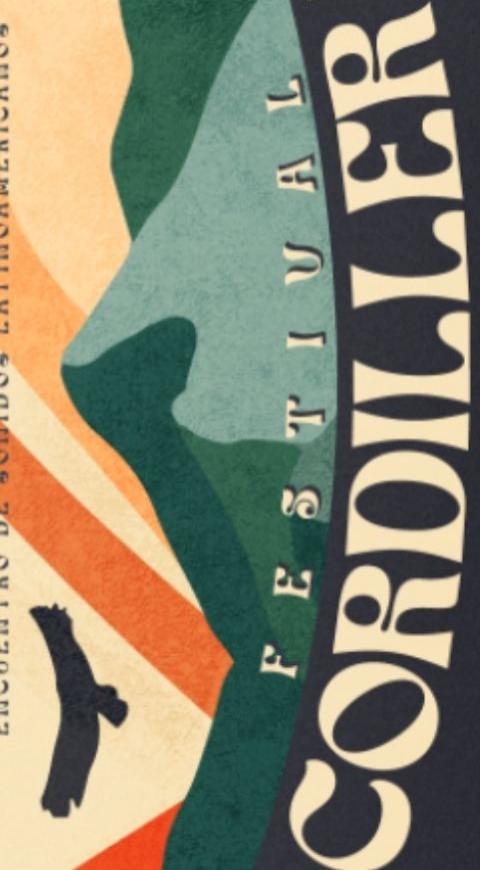 ENCUENTRO DE SONIDOS LATINOAMERICANOS
FESTIVAL
CORDILLER